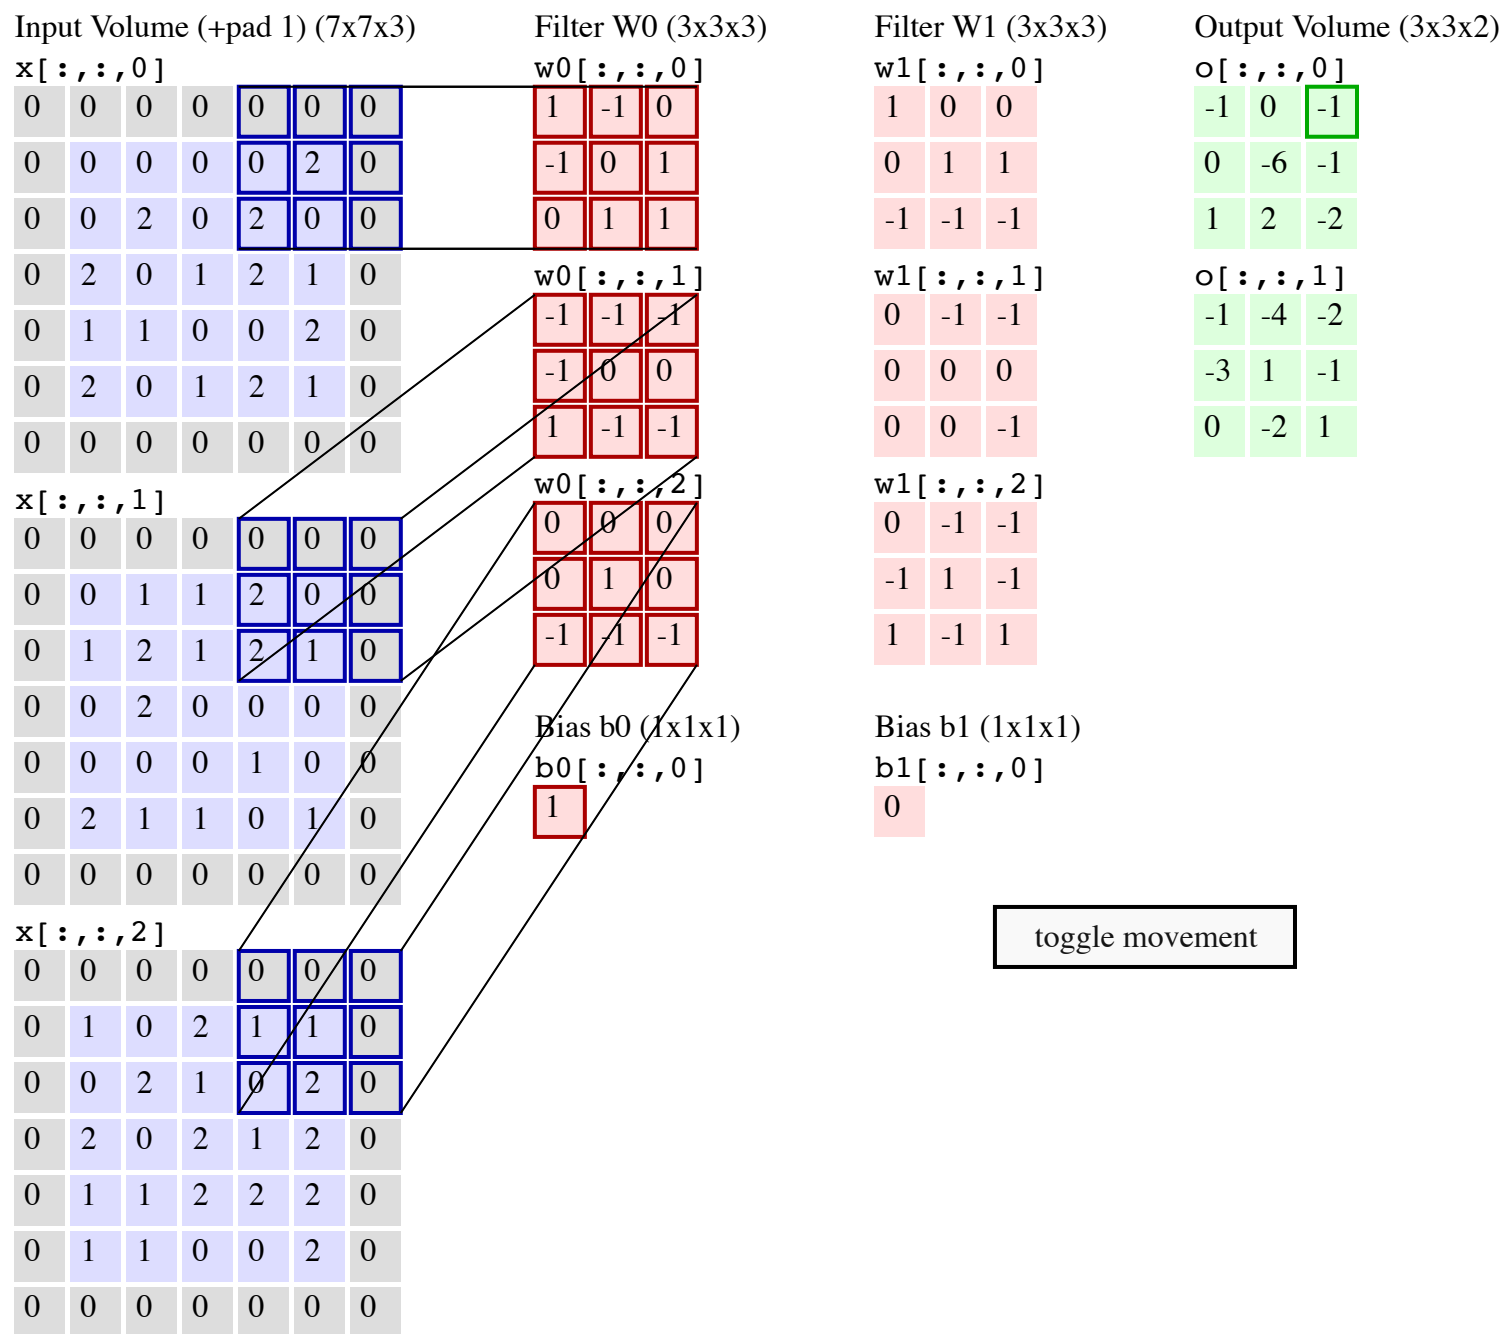 Input Volume (+pad 1) (7x7x3)
x[:,:,0]
0 0 0 0 0 0 0
0 0 0 0 0 2 0
0 0 2 0 2 0 0
0 2 0 1 2 1 0
0 1 1 0 0 2 0
0 2 0 1 2 1 0
0 0 0 0 0 0 0
x[:,:,1]
0 0 0 0 0 0 0
0 0 1 1 2 0 0
0 1 2 1 2 1 0
0 0 2 0 0 0 0
0 0 0 0 1 0 0
0 2 1 1 0 1 0
0 0 0 0 0 0 0
x[:,:,2]
0 0 0 0 0 0 0
0 1 0 2 1 1 0
0 0 2 1 0 2 0
0 2 0 2 1 2 0
0 1 1 2 2 2 0
0 1 1 0 0 2 0
0 0 0 0 0 0 0
Filter W0 (3x3x3)
w0[:,:,0]
1 -1 0
-1 0 1
0 1 1
w0[:,:,1]
-1 -1 -1
-1 0 0
1 -1 -1
w0[:,:,2]
0 0 0
0 1 0
-1 -1 -1
Bias b0 (1x1x1)
b0[:,:,0]
1
Filter W1 (3x3x3)
w1[:,:,0]
1 0 0
0 1 1
-1 -1 -1
w1[:,:,1]
0 -1 -1
0 0 0
0 0 -1
w1[:,:,2]
0 -1 -1
-1 1 -1
1 -1 1
Bias b1 (1x1x1)
b1[:,:,0]
0
Output Volume (3x3x2)
o[:,:,0]
-1 0 -1
0 -6 -1
1 2 -2
o[:,:,1]
-1 -4 -2
-3 1 -1
0 -2 1
toggle movement